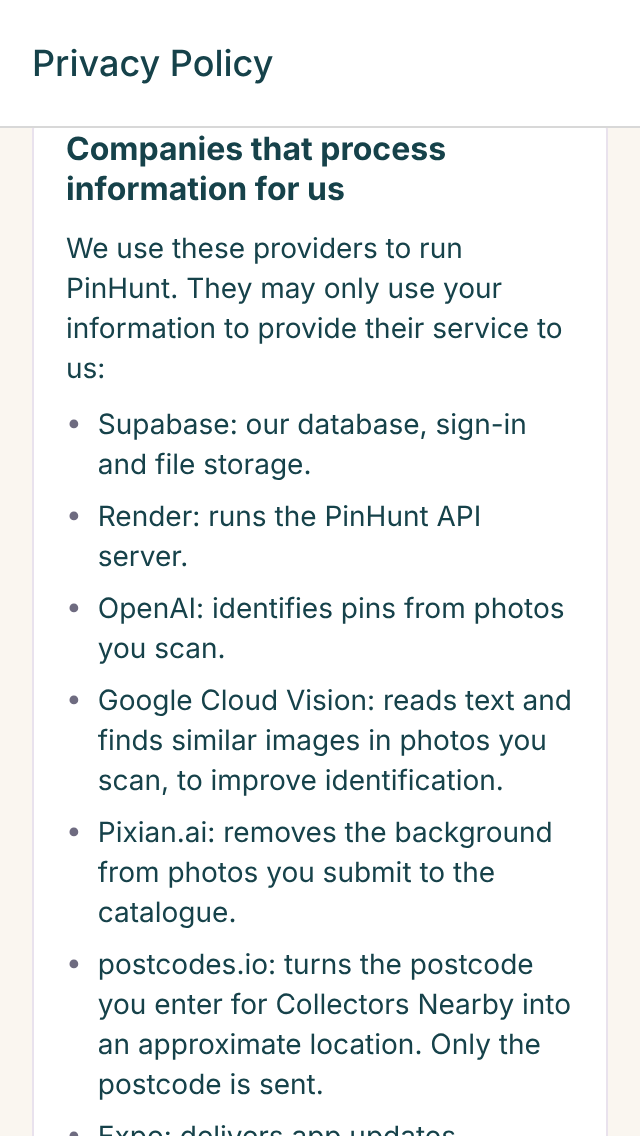 Privacy Policy
Companies that process
information for us
We use these providers to run
PinHunt. They may only use your
information to provide their service to
us:
• Supabase: our database, sign-in
and file storage.
• Render: runs the PinHunt API
server.
• OpenAI: identifies pins from photos
you scan.
• Google Cloud Vision: reads text and
finds similar images in photos you
scan, to improve identification.
• Pixian.ai: removes the background
from photos you submit to the
catalogue.
• postcodes.io: turns the postcode
you enter for Collectors Nearby into
an approximate location. Only the
postcode is sent.
• Expo: delivers app updates